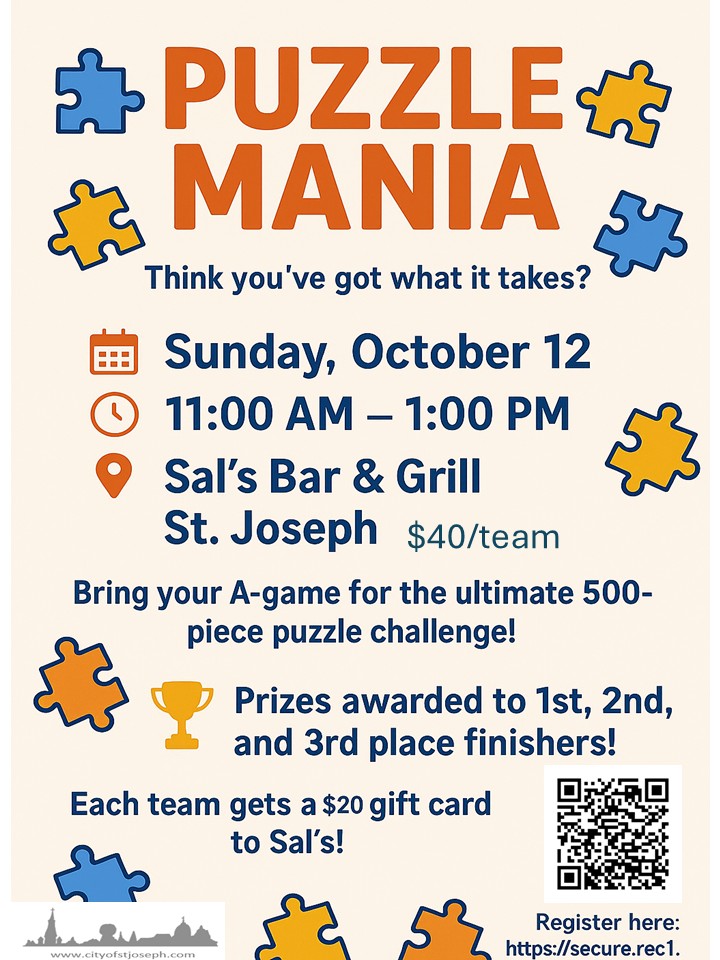 PUZZLE
MANIA
Think you've got what it takes?
Sunday, October 12
11:00 AM – 1:00 PM
Sal's Bar & Grill
St. Joseph $40/team
Bring your A-game for the ultimate 500-
piece puzzle challenge!
Prizes awarded to 1st, 2nd,
and 3rd place finishers!
Each team gets a $20 gift card
to Sal's!
Register here:
https://secure.rec1.
www.cityofstjoseph.com